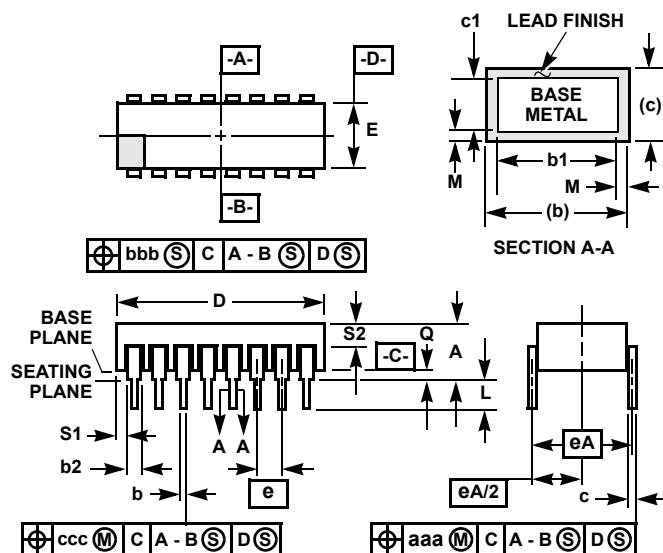 c1
LEAD FINISH
-A-
-D-
BASE
METAL
(c)
E
b1
M
M
-B-
(b)
bbb Ⓢ C A - B Ⓢ D Ⓢ
SECTION A-A
D
BASE
PLANE
S2
Q
-C-
A
SEATING
PLANE
L
S1
A A
eA
b2
b
e
eA/2
c
ccc Ⓜ C A - B Ⓢ D Ⓢ
aaa Ⓜ C A - B Ⓢ D Ⓢ